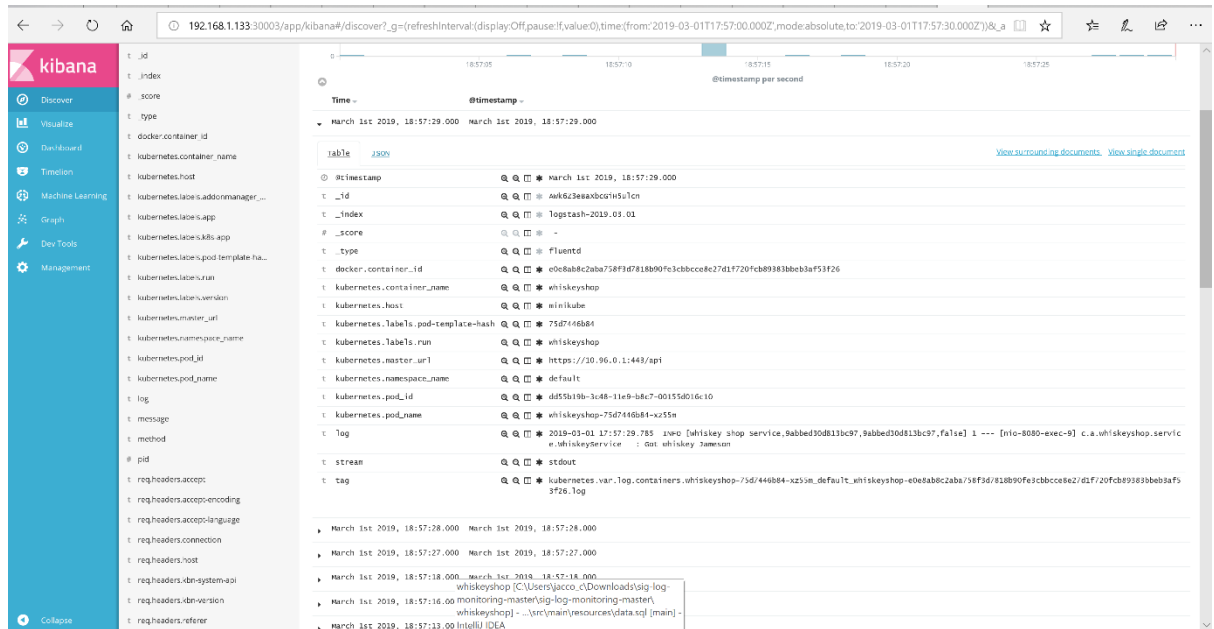 192.168.1.133:30003/app/kibana#/discover?_g=(refreshInterval:(display:Off,pause:!f,value:0),time:(from:'2019-03-01T17:57:00.000Z',mode:absolute,to:'2019-03-01T17:57:30.000Z'))&_a
kibana
Discover
Visualize
Dashboard
Timelion
Machine Learning
Graph
Dev Tools
Management
Collapse
t _id
t _index
# _score
t _type
t docker.container_id
t kubernetes.container_name
t kubernetes.host
t kubernetes.labels.addonmanager_...
t kubernetes.labels.app
t kubernetes.labels.k8s-app
t kubernetes.labels.pod-template-ha...
t kubernetes.labels.run
t kubernetes.labels.version
t kubernetes.master_url
t kubernetes.namespace_name
t kubernetes.pod_id
t kubernetes.pod_name
t log
t message
t method
# pid
t req.headers.accept
t req.headers.accept-encoding
t req.headers.accept-language
t req.headers.connection
t req.headers.host
t req.headers.kbn-system-api
t req.headers.kbn-version
t req.headers.referer
0
18:57:05 18:57:10 18:57:15 18:57:20 18:57:25
@timestamp per second
Time @timestamp
March 1st 2019, 18:57:29.000 March 1st 2019, 18:57:29.000
Table JSON View surrounding documents View single document
@timestamp March 1st 2019, 18:57:29.000
t _id
t _index logstash-2019.03.01
# _score -
t _type fluentd
t docker.container_id e0e8ab8c2aba758f3d7818b90fe3cbbcce8e27d1f720fcb89383bbeb3af53f26
t kubernetes.container_name whiskeyshop
t kubernetes.host minikube
t kubernetes.labels.pod-template-hash 75d7446b84
t kubernetes.labels.run whiskeyshop
t kubernetes.master_url https://10.96.0.1:443/api
t kubernetes.namespace_name default
t kubernetes.pod_id dd55b19b-3c48-11e9-b8c7-00155d016c10
t kubernetes.pod_name whiskeyshop-75d7446b84-xz55m
t log 2019-03-01 17:57:29.785 INFO [whiskey Shop Service,9abbed30d813bc97,9abbed30d813bc97,false] 1 --- [nio-8080-exec-9] c.a.whiskeyshop.servic
e.WhiskeyService : Got whiskey Jameson
t stream stdout
t tag kubernetes.var.log.containers.whiskeyshop-75d7446b84-xz55m_default_whiskeyshop-e0e8ab8c2aba758f3d7818b90fe3cbbcce8e27d1f720fcb89383bbeb3af5
3f26.log
March 1st 2019, 18:57:28.000 March 1st 2019, 18:57:28.000
March 1st 2019, 18:57:27.000 March 1st 2019, 18:57:27.000
March 1st 2019, 18:57:18.000 March 1st 2019, 18:57:18.000
March 1st 2019, 18:57:16.00
March 1st 2019, 18:57:13.00
whiskeyshop [C:\Users\jacco_c\Downloads\sig-log-
monitoring-master\sig-log-monitoring-master\
whiskeyshop] - ...\src\main\resources\data.sql [main] -
IntelliJ IDEA